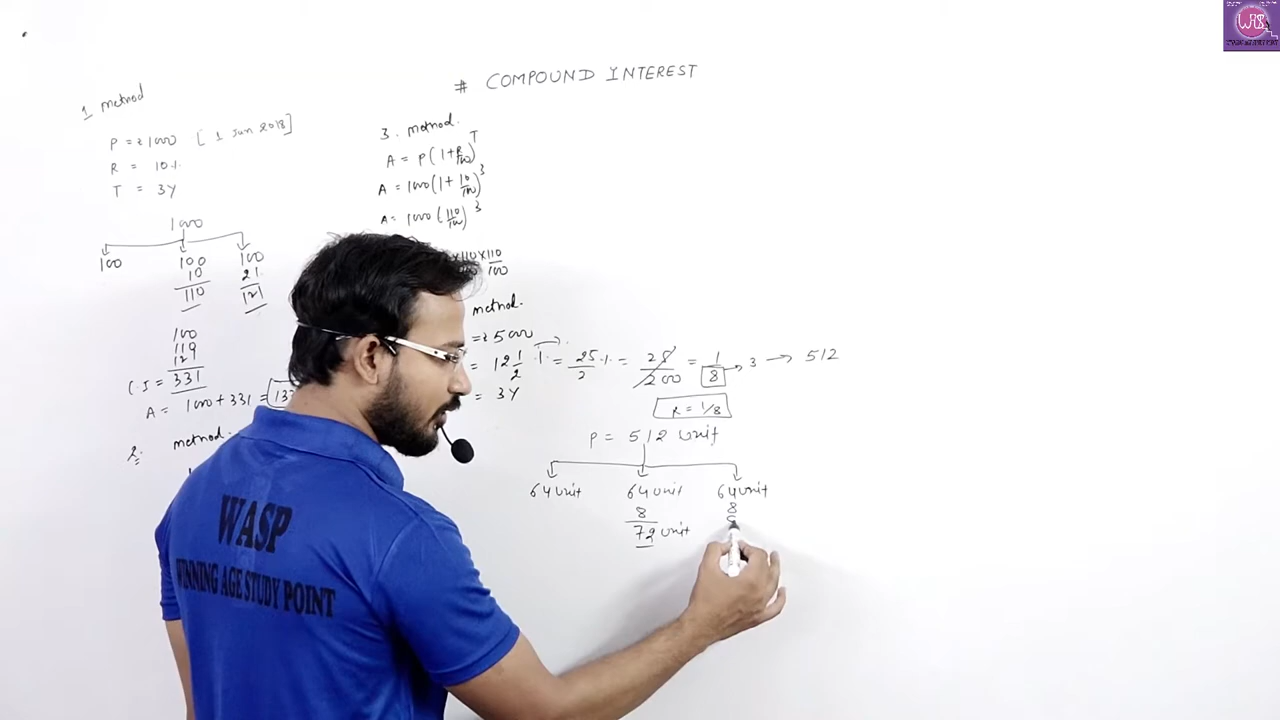 # COMPOUND INTEREST
1 method
P = ₹1000 [1 Jun 2018]
R = 10%
T = 3Y
1000
100 100 100
10 21
110 121
100
110
121
C.I = 331
A = 1000 + 331 =
2. method
3. method.
A = P(1+R/100)^T
A = 1000(1+10/100)^3
A = 1000(110/100)^3
method.
= ₹5000
12 1/2 % = 25/2 % = 25/200 = 1/8 → 3 → 512
= 3Y
R = 1/8
P = 512 Unit
64 Unit 64 Unit 64 Unit
8 8
72 Unit
WASP
WINNING AGE STUDY POINT